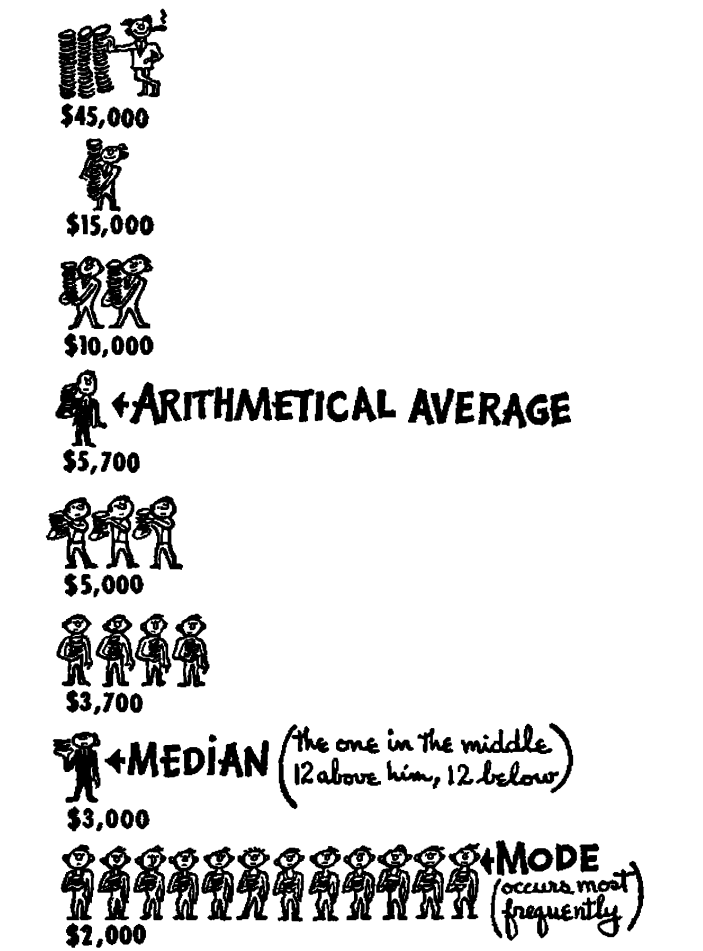 $45,000
$15,000
$10,000
←ARITHMETICAL AVERAGE
$5,700
$5,000
$3,700
←MEDIAN (the one in the middle
12 above him, 12 below)
$3,000
←MODE
(occurs most
frequently)
$2,000